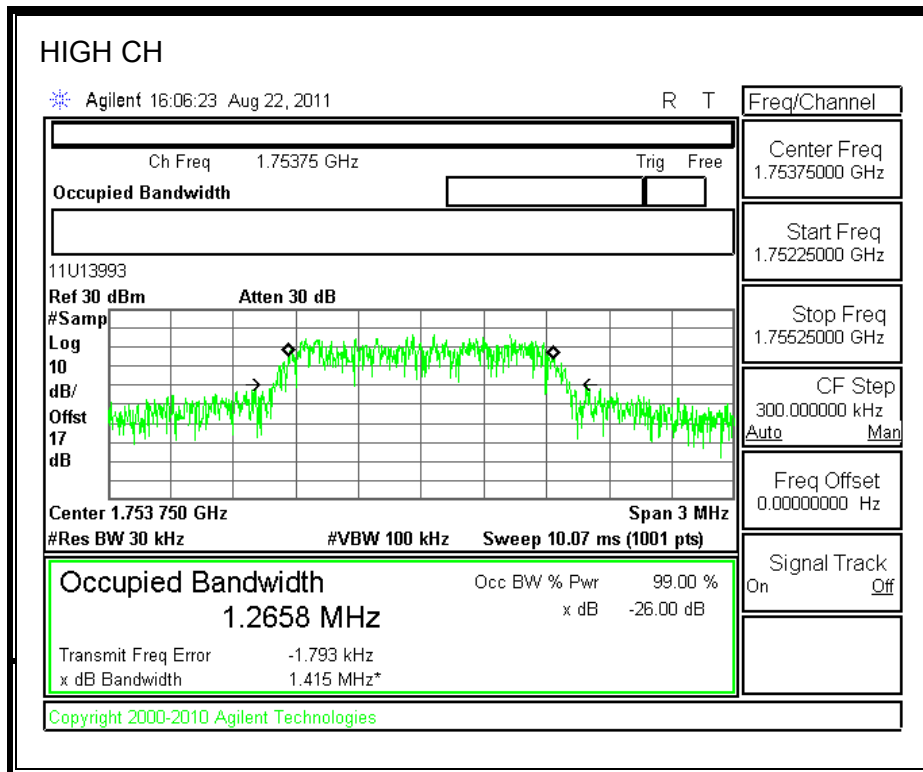 HIGH CH
Agilent 16:06:23 Aug 22, 2011 R T
Freq/Channel
Ch Freq 1.75375 GHz Trig Free
Occupied Bandwidth
Center Freq
1.75375000 GHz
Start Freq
1.75225000 GHz
11U13993
Ref 30 dBm Atten 30 dB
#Samp
Log
10
dB/
Offst
17
dB
Stop Freq
1.75525000 GHz
CF Step
300.000000 kHz
Auto Man
Center 1.753 750 GHz Span 3 MHz
#Res BW 30 kHz #VBW 100 kHz Sweep 10.07 ms (1001 pts)
Freq Offset
0.00000000 Hz
Occupied Bandwidth Occ BW % Pwr 99.00 %
1.2658 MHz x dB -26.00 dB
Signal Track
On Off
Transmit Freq Error -1.793 kHz
x dB Bandwidth 1.415 MHz*
Copyright 2000-2010 Agilent Technologies